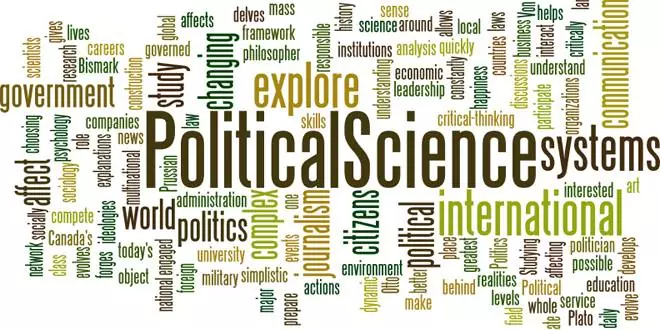 scientists
gives
lives
research
careers
Bismark
government
global
affects
framework
governed
construction
study
changing
delves
mass
philosopher
explore
skills
responsible
history
institutions
science
sense
around
analysis
quickly
understanding
economic
leadership
allows
local
constantly
happiness
countries
laws
discussions
business
You
helps
interact
critically
understand
participate
organizations
an
land
communication
critical-thinking
choosing
psychology
companies
news
law
affect
sociology
role
explanations
multinational
Prussian
PoliticalScience
systems
network
socially
compete
Canada's
class
evolves
forges
ideologies
world
today's
object
administration
politics
university
national
engaged
foreign
military
simplistic
complex
one
events
major
prepare
journalism
actions
citizens
environment
dynamic
Otto
political
better
make
international
interested
art
place
behind
greatest
Politics
realities
levels
Studying
Political
field
affecting
whole
ate
politician
possible
service
Plato
education
daily
evolve
develops